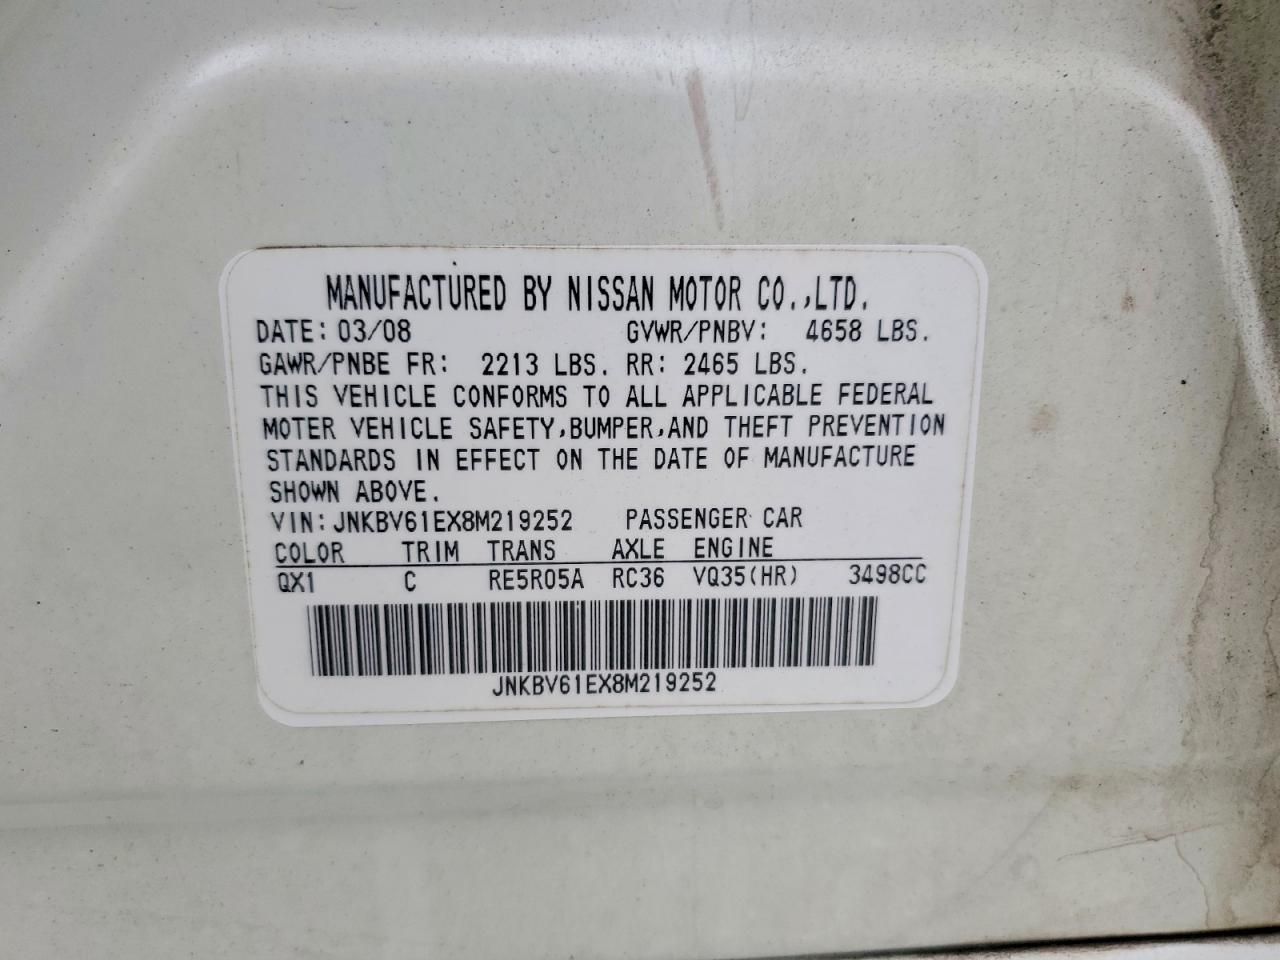 MANUFACTURED BY NISSAN MOTOR CO.,LTD.
DATE: 03/08 GVWR/PNBV: 4658 LBS.
GAWR/PNBE FR: 2213 LBS. RR: 2465 LBS.
THIS VEHICLE CONFORMS TO ALL APPLICABLE FEDERAL
MOTER VEHICLE SAFETY,BUMPER,AND THEFT PREVENTION
STANDARDS IN EFFECT ON THE DATE OF MANUFACTURE
SHOWN ABOVE.
VIN: JNKBV61EX8M219252 PASSENGER CAR
COLOR TRIM TRANS AXLE ENGINE
QX1 C RE5R05A RC36 VQ35(HR) 3498CC
JNKBV61EX8M219252